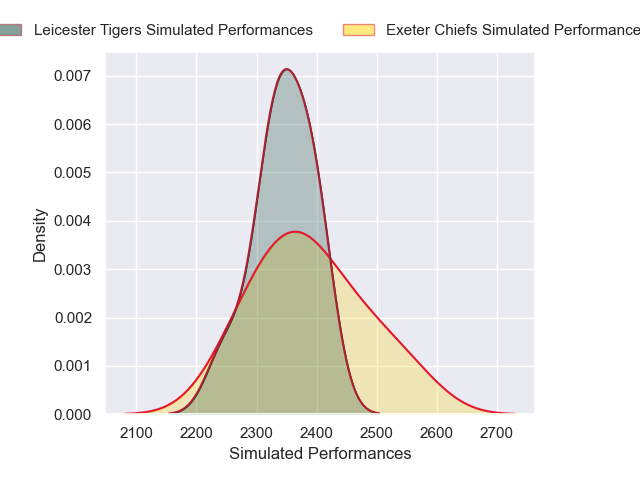 Leicester Tigers Simulated Performances
Exeter Chiefs Simulated Performance
0.007
0.006
0.005
0.004
0.003
0.002
0.001
0.000
Density
2100 2200 2300 2400 2500 2600 2700
Simulated Performances